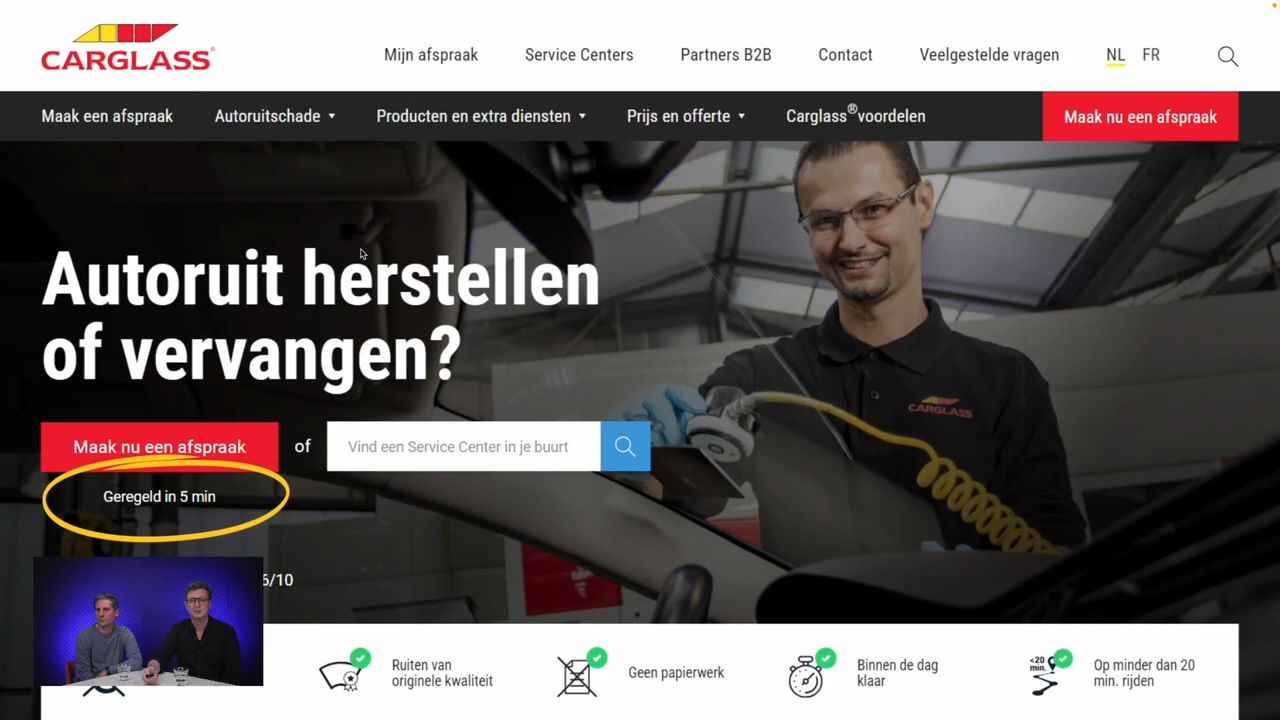 CARGLASS®
Mijn afspraak
Service Centers
Partners B2B
Contact
Veelgestelde vragen
NL
FR
Maak een afspraak
Autoruitschade
Producten en extra diensten
Prijs en offerte
Carglass®voordelen
Maak nu een afspraak
Autoruit herstellen
of vervangen?
CARGLASS
Maak nu een afspraak
of
Vind een Service Center in je buurt
Geregeld in 5 min
6/10
Ruiten van
originele kwaliteit
Geen papierwerk
Binnen de dag
klaar
<20
min.
Op minder dan 20
min. rijden